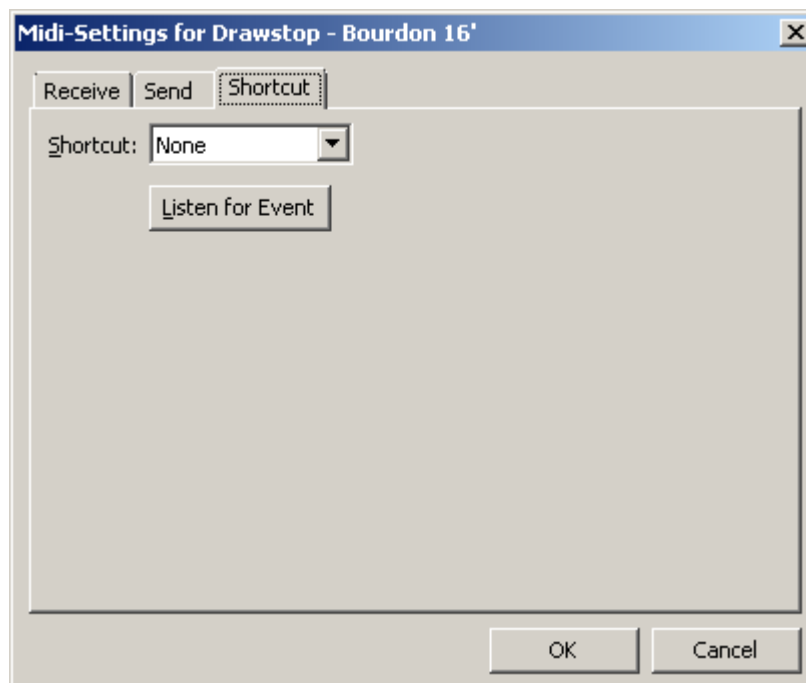 Midi-Settings for Drawstop - Bourdon 16'
Receive Send Shortcut
Shortcut: None
Listen for Event
OK Cancel